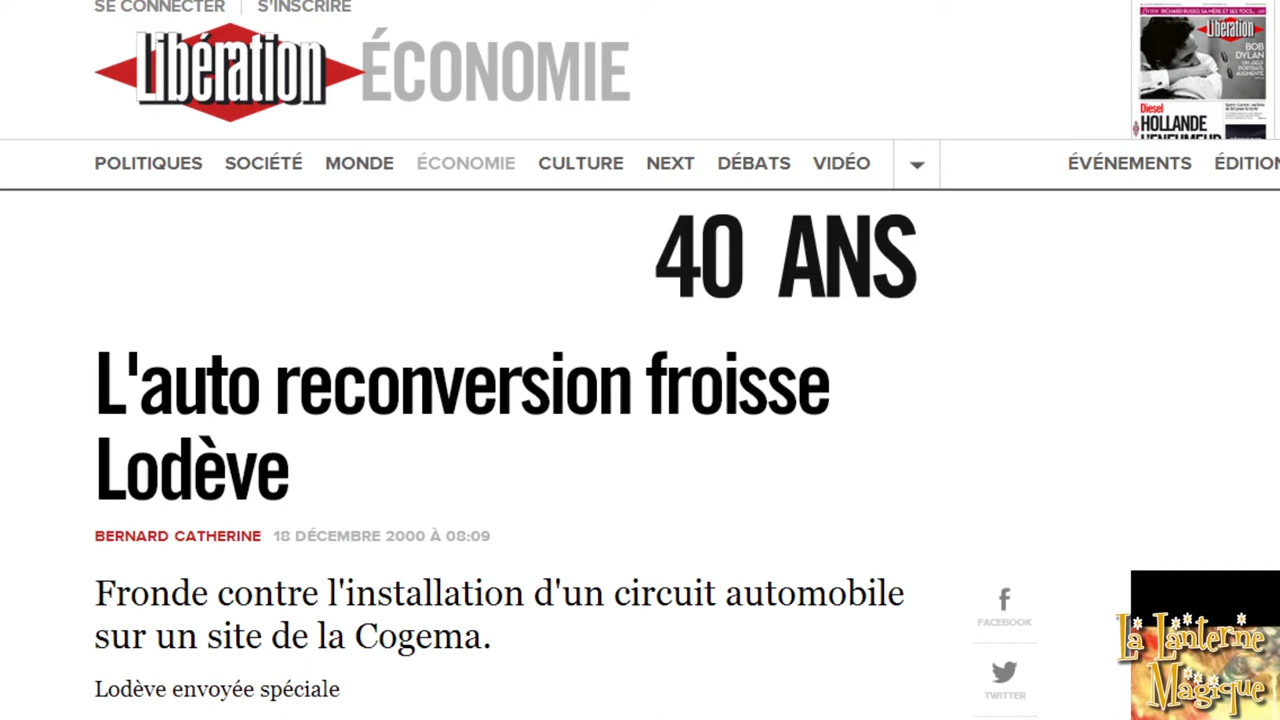 SE CONNECTER S'INSCRIRE
Libération ÉCONOMIE
Libération
BOB
DYLAN
Diesel
HOLLANDE
POLITIQUES SOCIÉTÉ MONDE ÉCONOMIE CULTURE NEXT DÉBATS VIDÉO ÉVÉNEMENTS ÉDITION
40 ANS
L'auto reconversion froisse
Lodève
BERNARD CATHERINE 18 DÉCEMBRE 2000 À 08:09
Fronde contre l'installation d'un circuit automobile
sur un site de la Cogema.
Lodève envoyée spéciale
FACEBOOK
TWITTER
La Lanterne
Magique